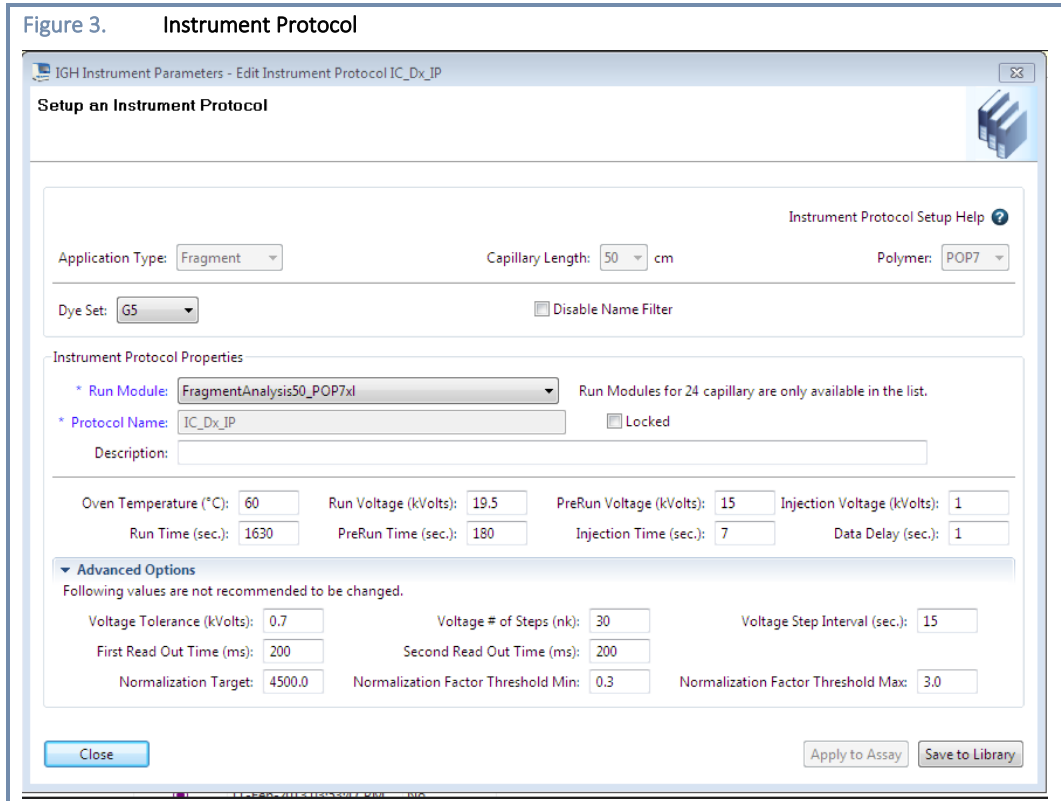 Figure 3. Instrument Protocol
IGH Instrument Parameters - Edit Instrument Protocol IC_Dx_IP
Setup an Instrument Protocol
Instrument Protocol Setup Help ?
Application Type: Fragment Capillary Length: 50 cm Polymer: POP7
Dye Set: G5 Disable Name Filter
Instrument Protocol Properties
* Run Module: FragmentAnalysis50_POP7xl Run Modules for 24 capillary are only available in the list.
* Protocol Name: IC_Dx_IP Locked
Description:
Oven Temperature (°C): 60 Run Voltage (kVolts): 19.5 PreRun Voltage (kVolts): 15 Injection Voltage (kVolts): 1
Run Time (sec.): 1630 PreRun Time (sec.): 180 Injection Time (sec.): 7 Data Delay (sec.): 1
Advanced Options
Following values are not recommended to be changed.
Voltage Tolerance (kVolts): 0.7 Voltage # of Steps (nk): 30 Voltage Step Interval (sec.): 15
First Read Out Time (ms): 200 Second Read Out Time (ms): 200
Normalization Target: 4500.0 Normalization Factor Threshold Min: 0.3 Normalization Factor Threshold Max: 3.0
Close Apply to Assay Save to Library